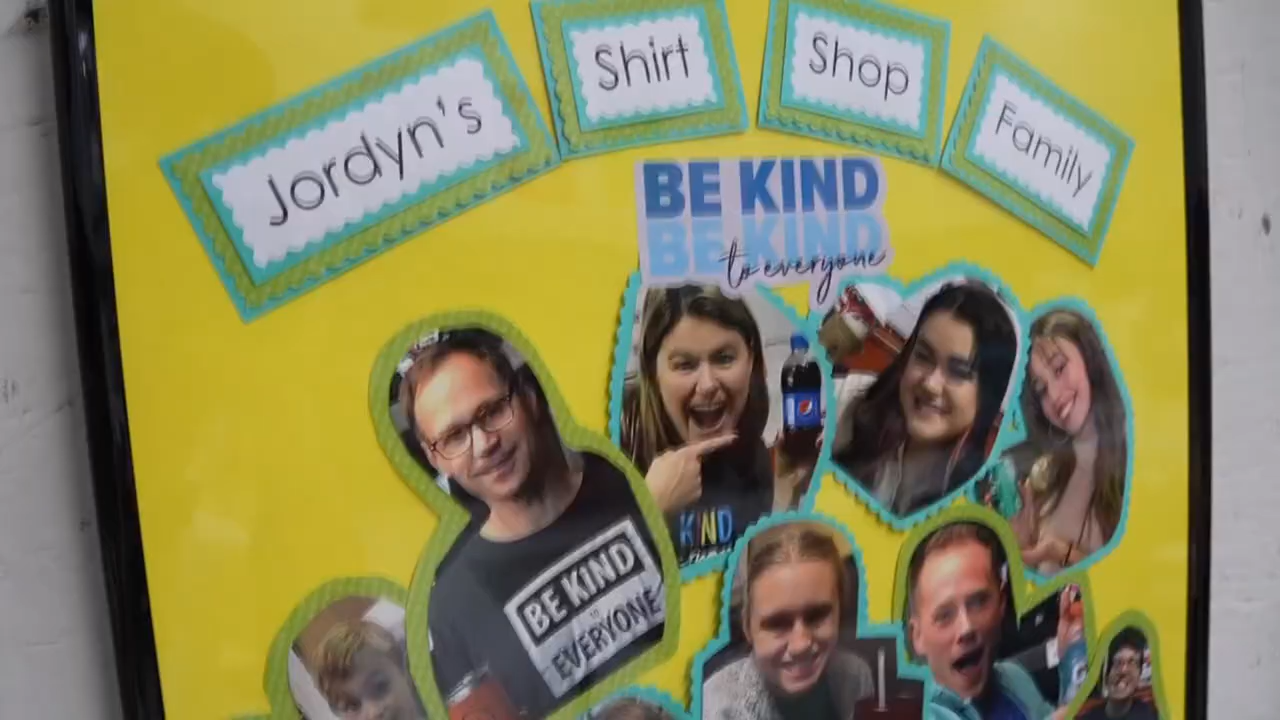 Jordyn's Shirt Shop Family
BE KIND
BE KIND
to everyone
KIND
BE KIND
TO
EVERYONE